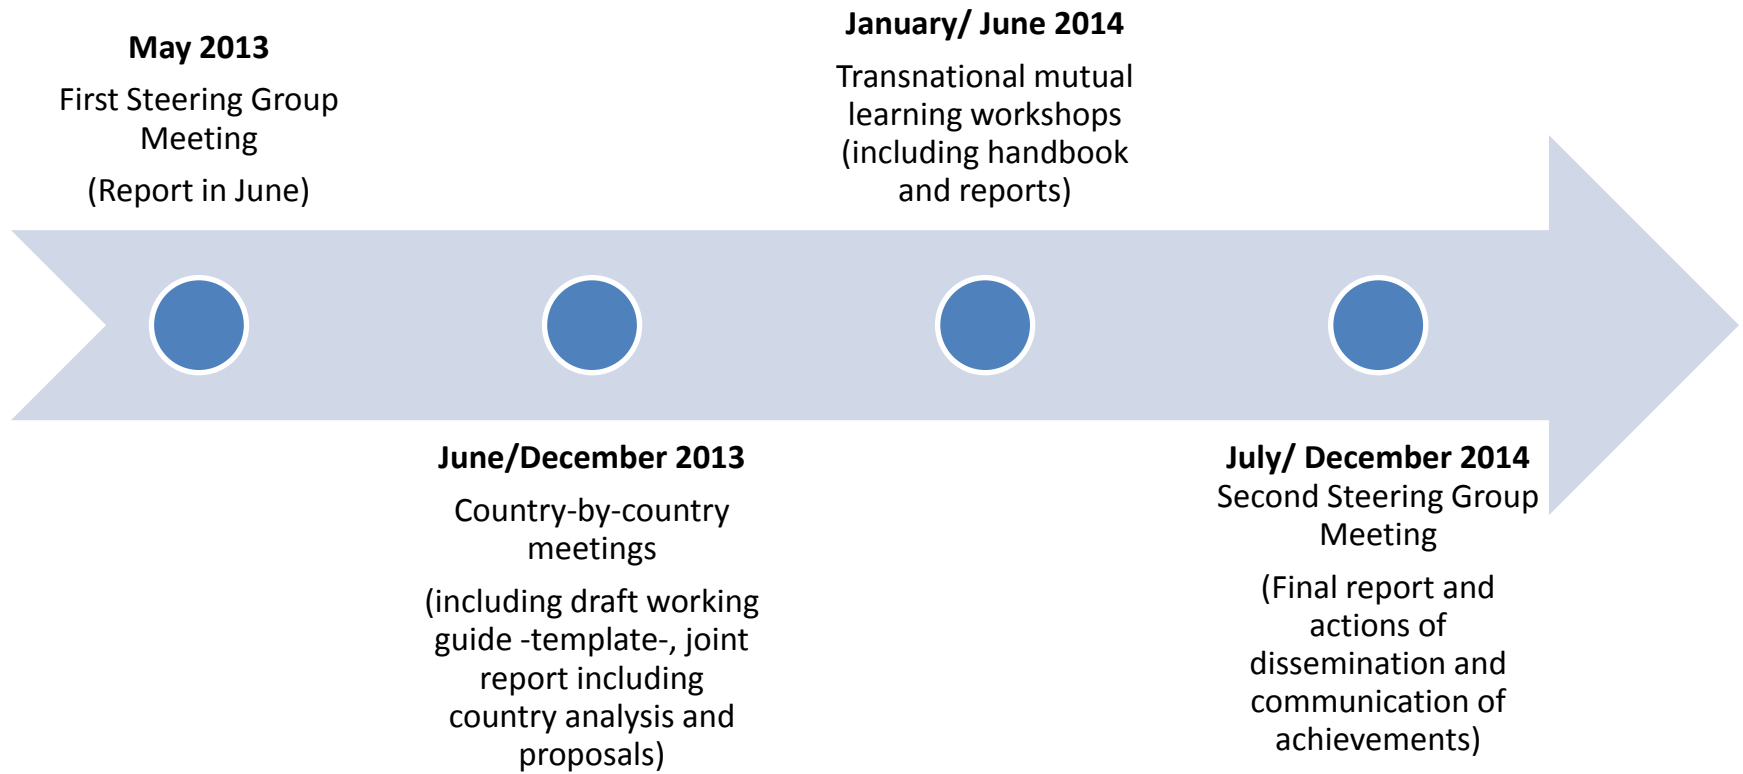 May 2013
First Steering Group
Meeting
(Report in June)
June/December 2013
Country-by-country
meetings
(including draft working
guide -template-, joint
report including
country analysis and
proposals)
January/ June 2014
Transnational mutual
learning workshops
(including handbook
and reports)
July/ December 2014
Second Steering Group
Meeting
(Final report and
actions of
dissemination and
communication of
achievements)